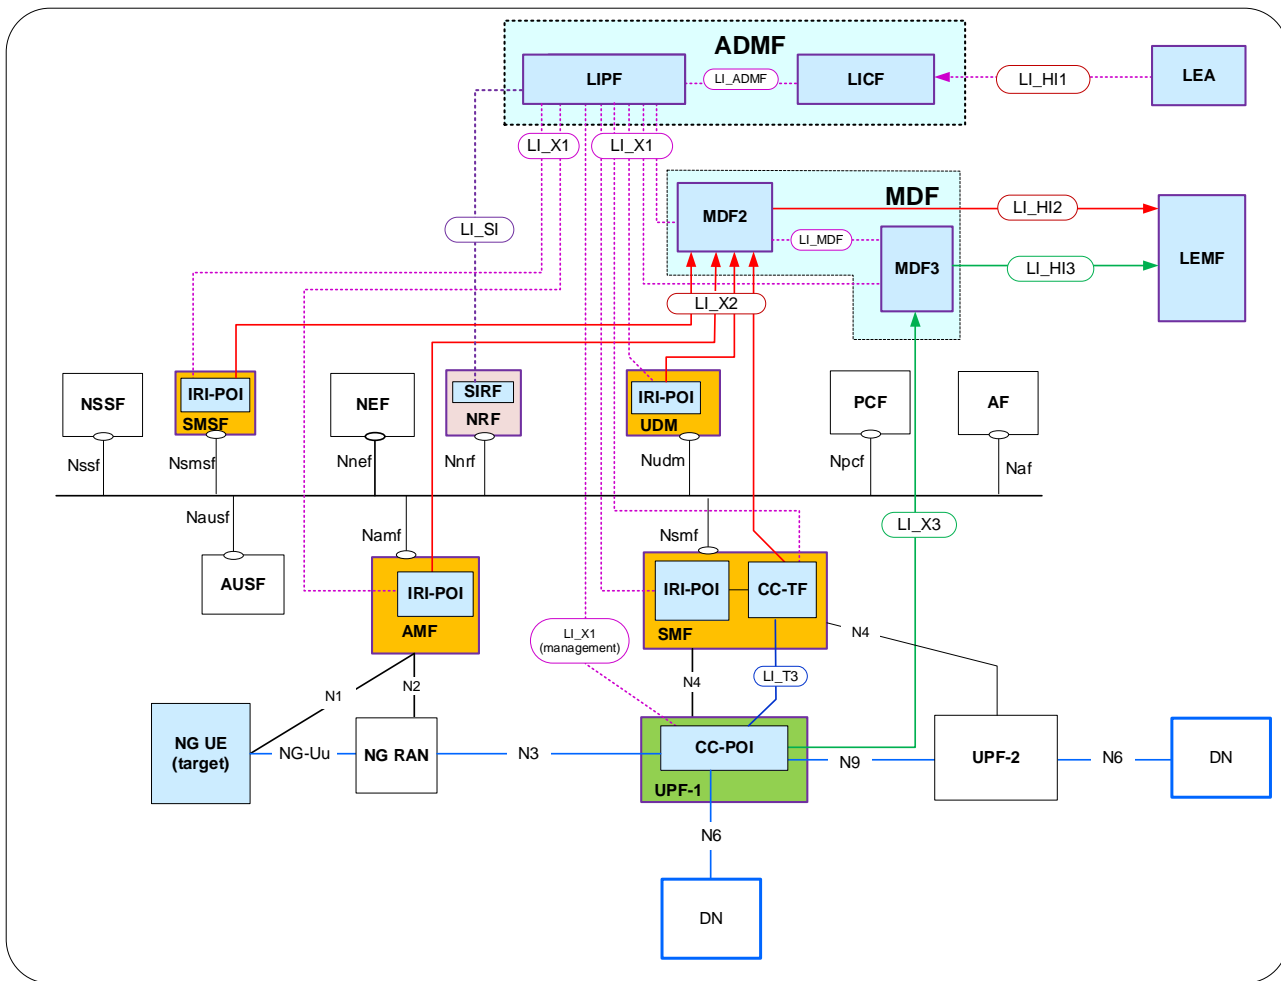 ADMF
LIPF
LI_ADMF
LICF
LI_HI1
LEA
LI_X1
LI_X1
MDF
MDF2
LI_HI2
LI_SI
LI_MDF
MDF3
LI_HI3
LEMF
LI_X2
NSSF
IRI-POI
SMSF
NEF
SIRF
NRF
IRI-POI
UDM
PCF
AF
Nssf
Nsmsf
Nnef
Nnrf
Nudm
Npcf
Naf
Nausf
Namf
Nsmf
LI_X3
AUSF
IRI-POI
AMF
IRI-POI
CC-TF
SMF
LI_X1
(management)
N4
N4
LI_T3
N1
N2
NG UE
(target)
NG-Uu
NG RAN
N3
CC-POI
UPF-1
N9
UPF-2
N6
DN
N6
DN